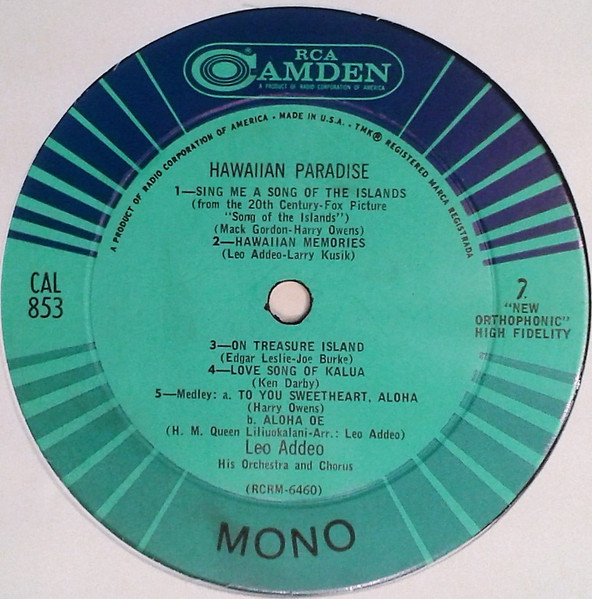 RCA
CAMDEN
A PRODUCT OF RADIO CORPORATION OF AMERICA
A PRODUCT OF RADIO CORPORATION OF AMERICA - MADE IN U.S.A. - TMK® REGISTERED MARCA REGISTRADA
HAWAIIAN PARADISE
1—SING ME A SONG OF THE ISLANDS
(from the 20th Century-Fox Picture
"Song of the Islands")
(Mack Gordon-Harry Owens)
2—HAWAIIAN MEMORIES
(Leo Addeo-Larry Kusik)
CAL
853
2
"NEW
ORTHOPHONIC"
HIGH FIDELITY
3—ON TREASURE ISLAND
(Edgar Leslie-Joe Burke)
4—LOVE SONG OF KALUA
(Ken Darby)
5—Medley: a. TO YOU SWEETHEART, ALOHA
(Harry Owens)
b. ALOHA OE
(H. M. Queen Liliuokalani-Arr.: Leo Addeo)
Leo Addeo
His Orchestra and Chorus
(RCRM-6460)
MONO